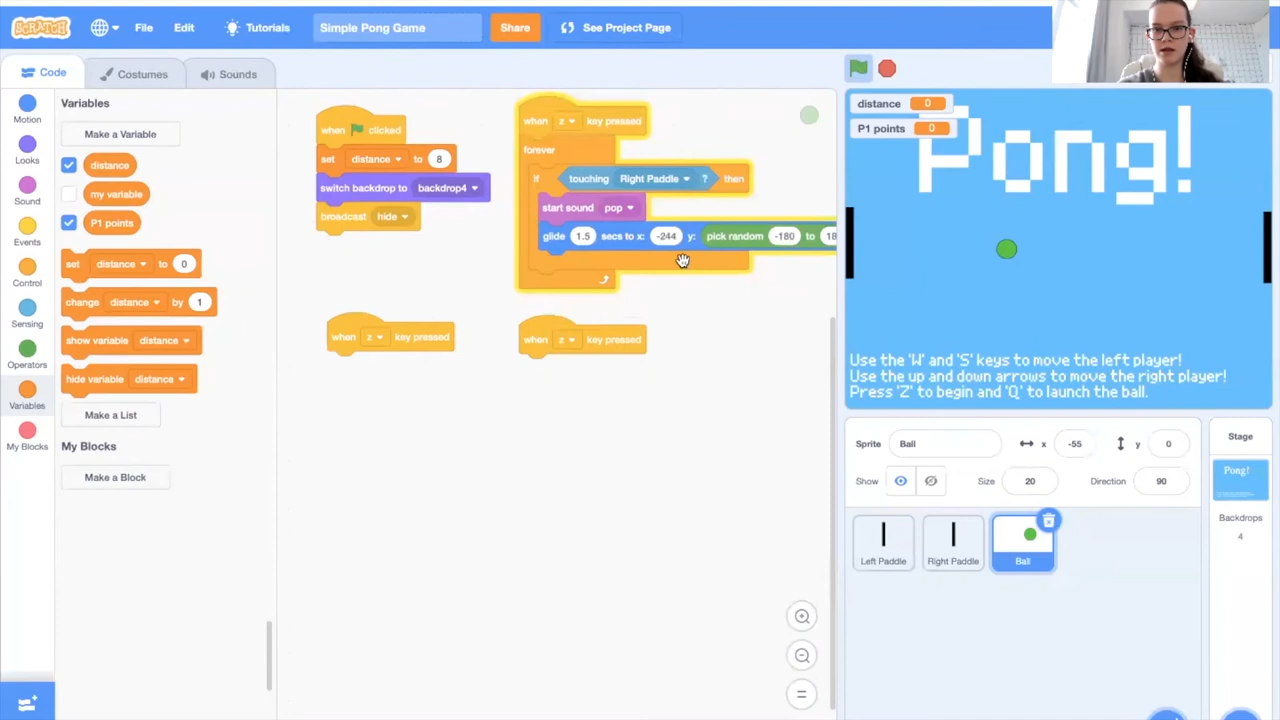 SCRATCH File Edit Tutorials Simple Pong Game Share See Project Page
Code Costumes Sounds
Motion
Looks
Sound
Events
Control
Sensing
Operators
Variables
My Blocks
Variables
Make a Variable
distance
my variable
P1 points
set distance to 0
change distance by 1
show variable distance
hide variable distance
Make a List
My Blocks
Make a Block
when clicked
set distance to 8
switch backdrop to backdrop4
broadcast hide
when z key pressed
forever
if touching Right Paddle ? then
start sound pop
glide 1.5 secs to x: -244 y: pick random -180 to 18
when z key pressed
when z key pressed
distance 0
P1 points 0
Pong!
Use the 'W' and 'S' keys to move the left player!
Use the up and down arrows to move the right player!
Press 'Z' to begin and 'Q' to launch the ball.
Sprite Ball x -55 y 0
Show Size 20 Direction 90
Left Paddle Right Paddle Ball
Stage
Pong!
Backdrops
4